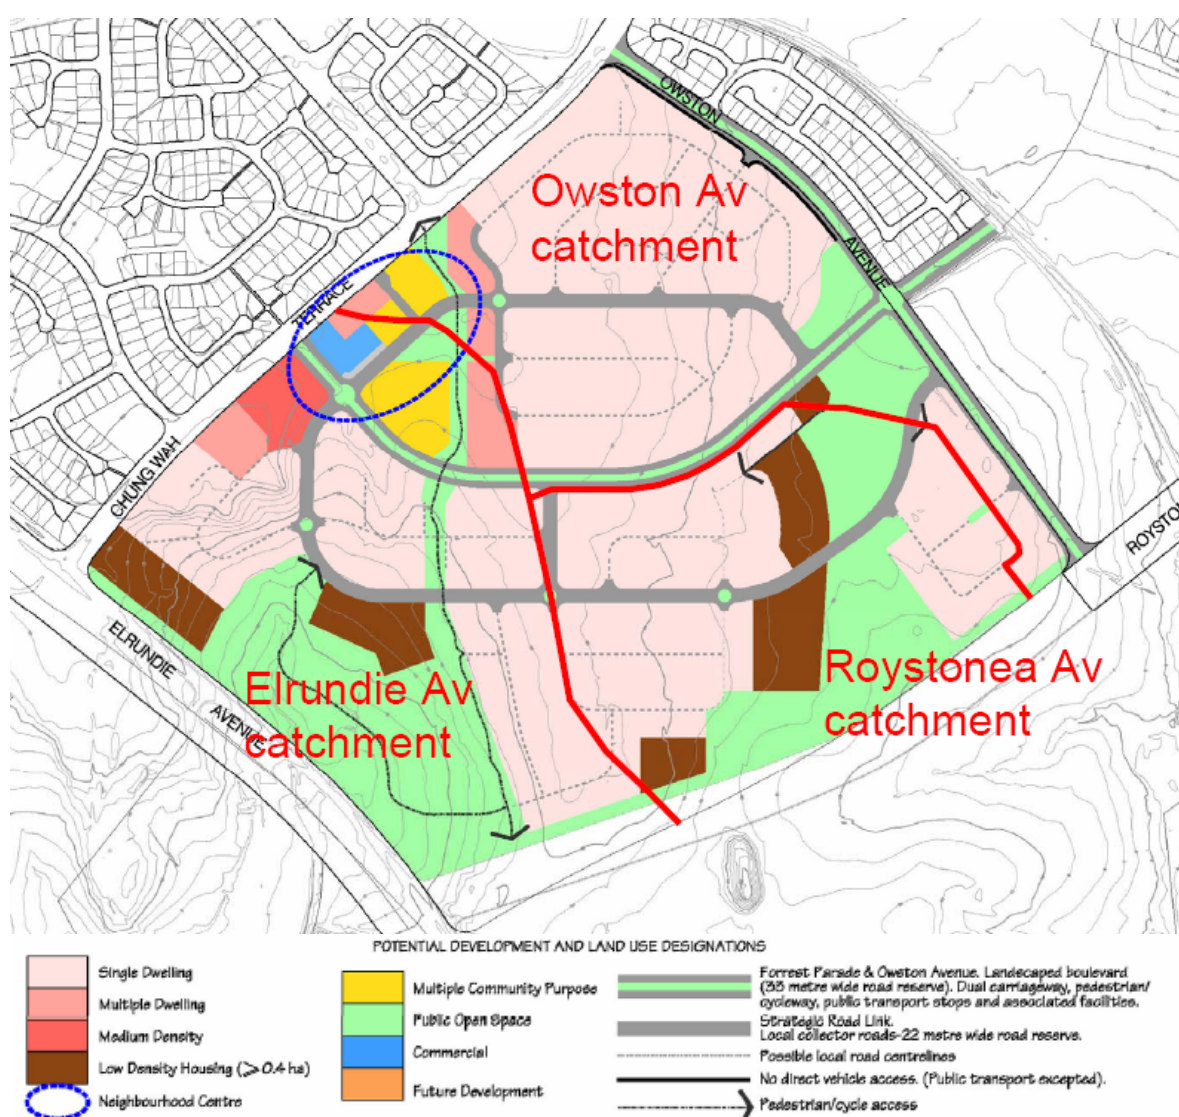 OWSTON
AVENUE
Owston Av
catchment
TERRACE
CHUNG WAH
ROYSTON
ELRUNDIE
AVENUE
Elrundie Av
catchment
Roystonea Av
catchment
POTENTIAL DEVELOPMENT AND LAND USE DESIGNATIONS
Single Dwelling
Multiple Dwelling
Medium Density
Low Density Housing (> 0.4 ha)
Neighbourhood Centre
Multiple Community Purpose
Public Open Space
Commercial
Future Development
Forrest Parade & Owston Avenue. Landscaped boulevard
(33 metre wide road reserve). Dual carriageway, pedestrian/
cycleway, public transport stops and associated facilities.
Strategic Road Link.
Local collector roads-22 metre wide road reserve.
Possible local road centrelines
No direct vehicle access. (Public transport excepted).
Pedestrian/cycle access